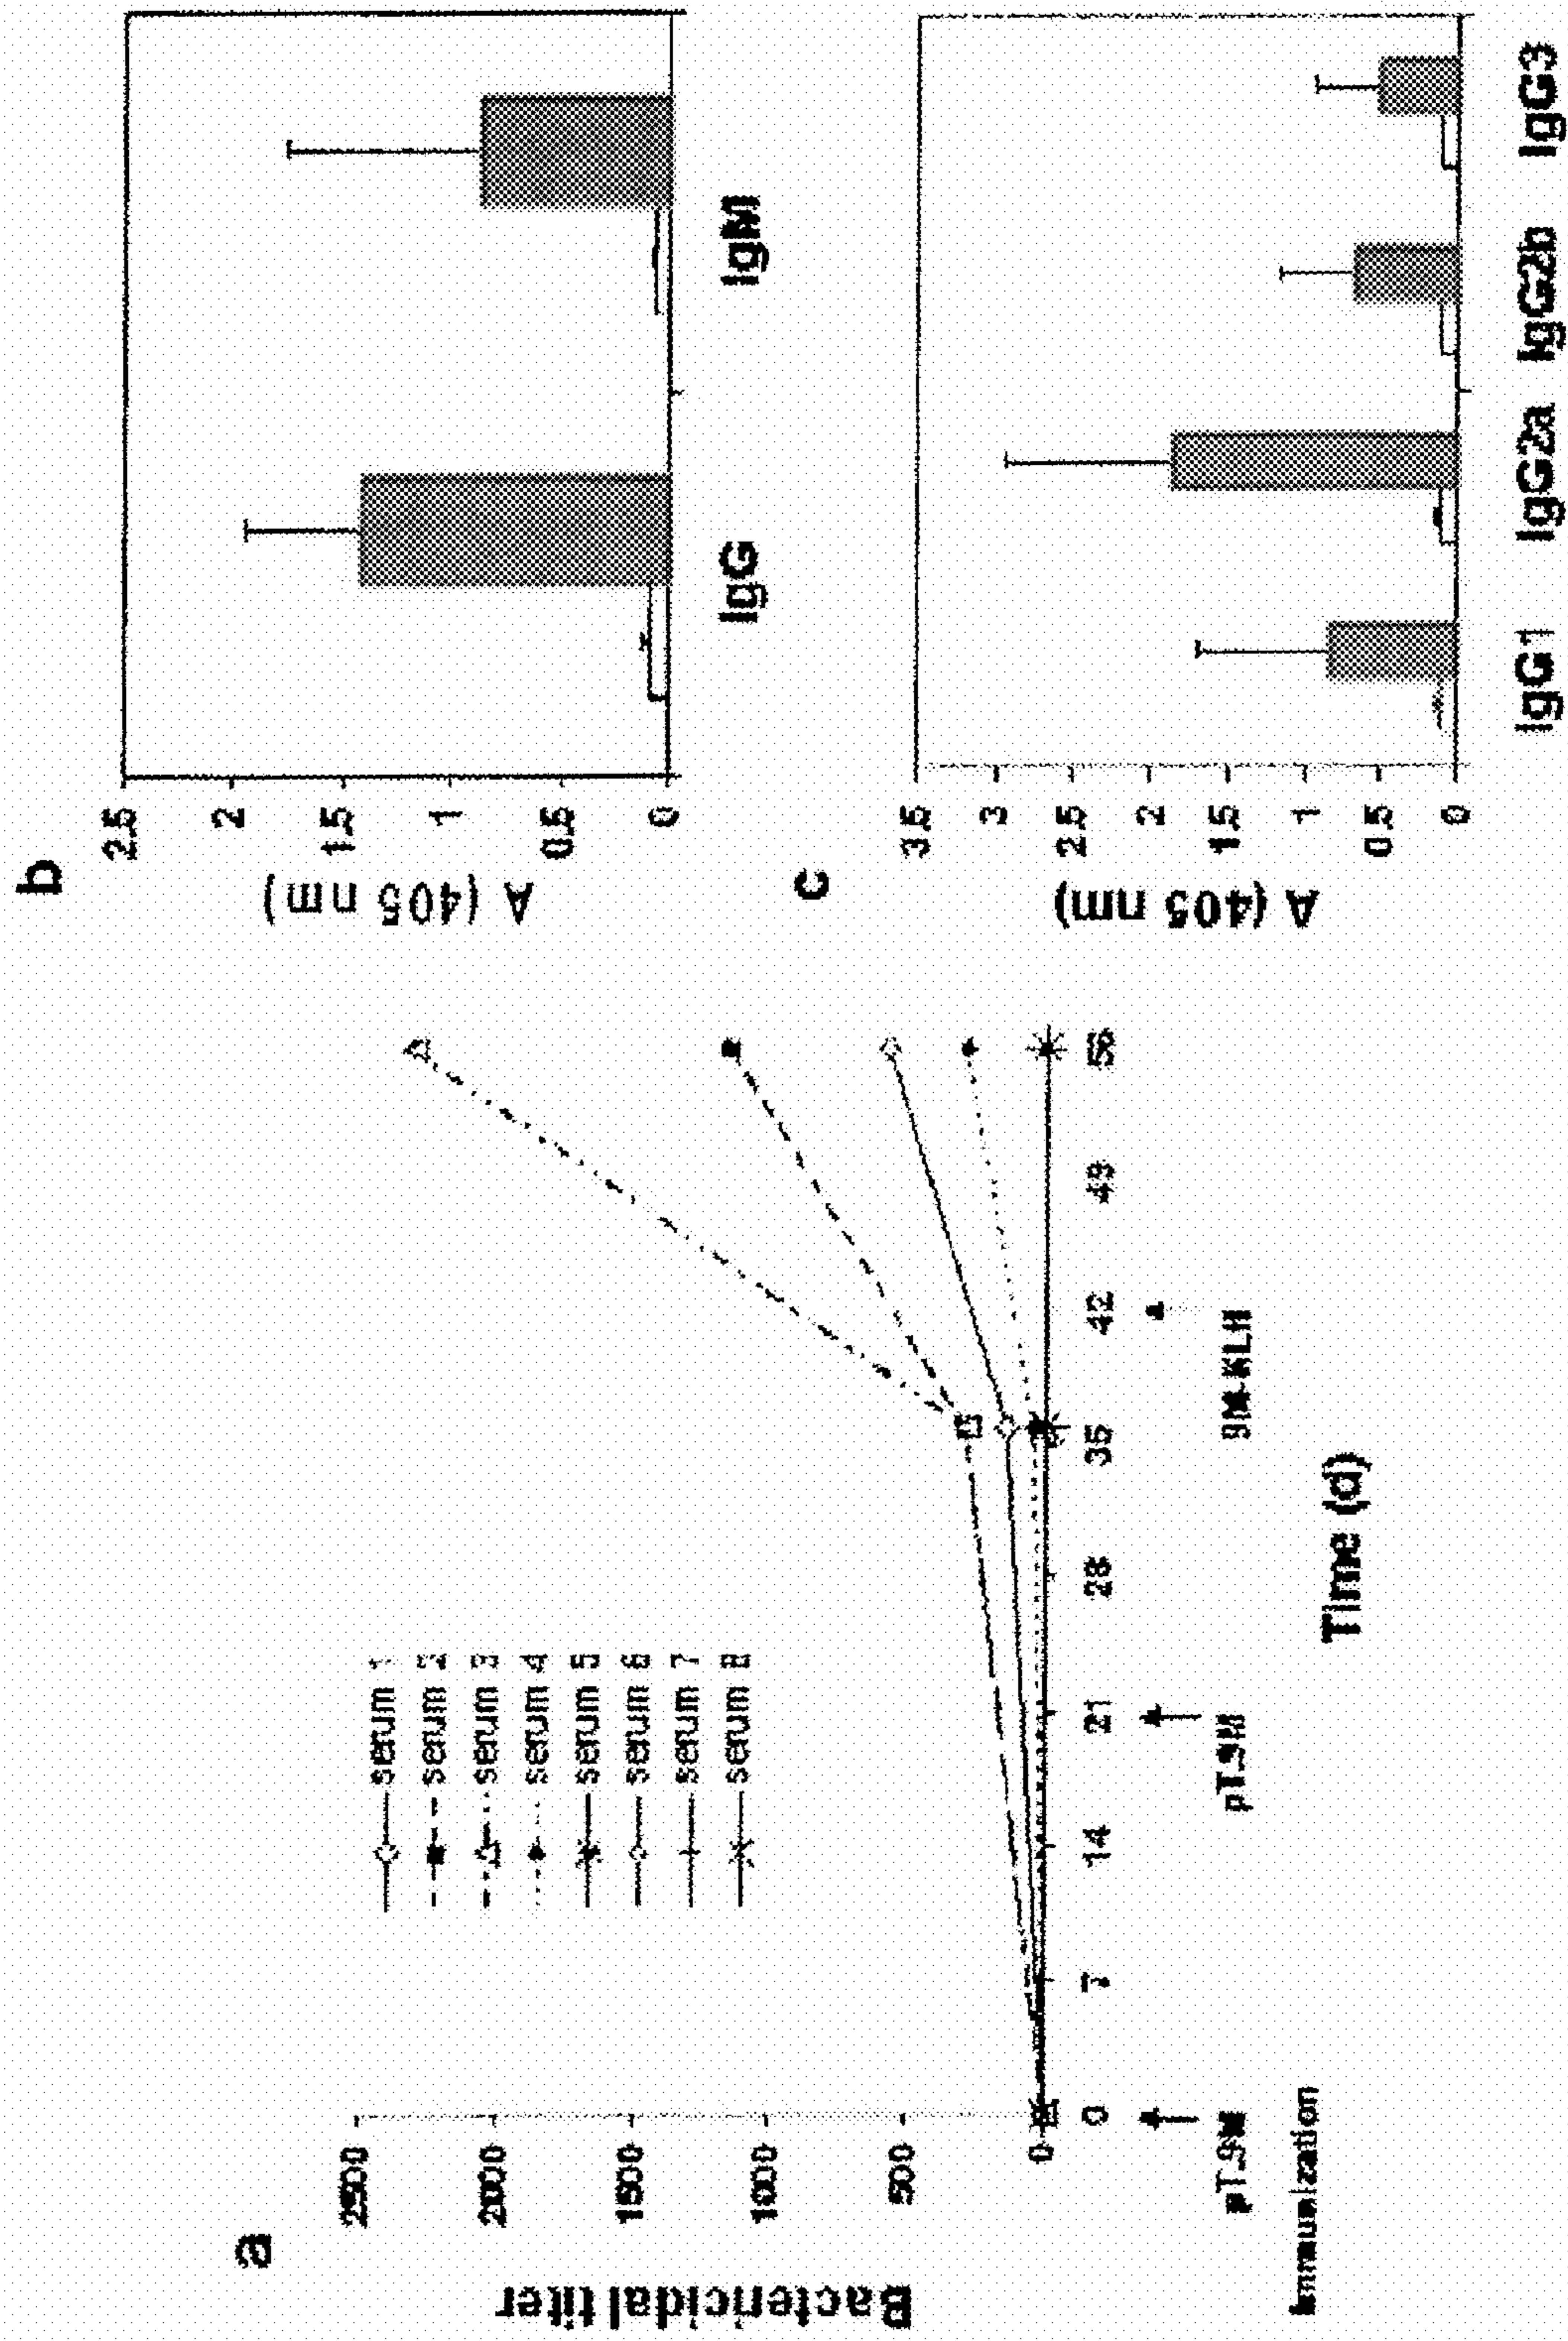 a
Bactericidal titer
2500
2000
1500
1000
500
0
serum 1
serum 2
serum 3
serum 4
serum 5
serum 6
serum 7
serum 8
0 7 14 21 28 35 42 49 56
pT.9M pT.9M 9M-KLH
Immunization
Time (d)
b
A (405 nm)
2.5
2
1.5
1
0.5
0
IgG IgM
c
A (405 nm)
3.5
3
2.5
2
1.5
1
0.5
0
IgG1 IgG2a IgG2b IgG3